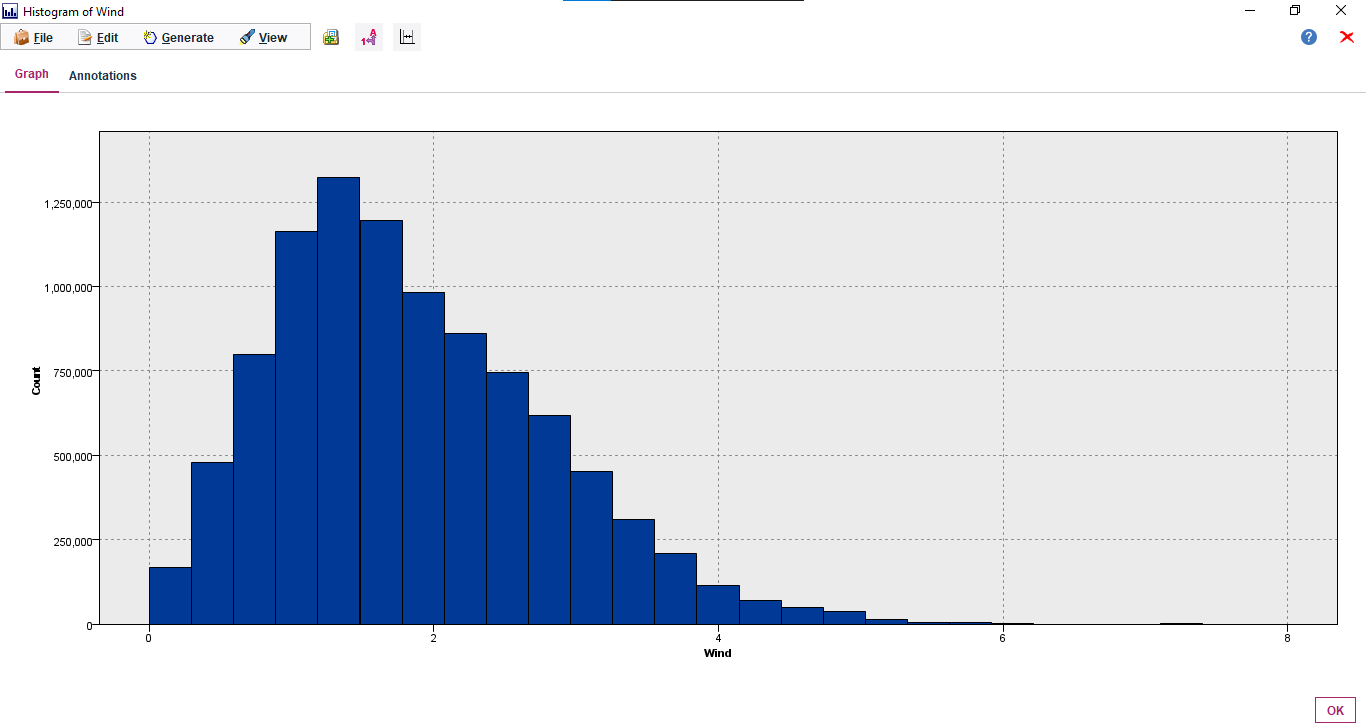 Histogram of Wind
File Edit Generate View
Graph Annotations
1,250,000
1,000,000
750,000
500,000
250,000
0
Count
0 2 4 6 8
Wind
OK